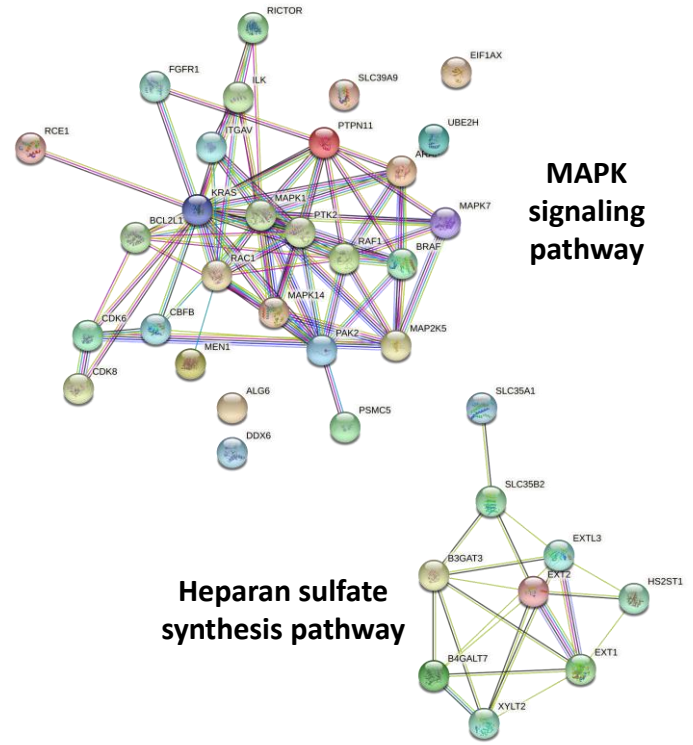 RICTOR
EIF1AX
FGFR1
ILK
SLC39A9
RCE1
ITGAV
PTPN11
UBE2H
MAPK
signaling
pathway
KRAS
MAPK1
MAPK7
BCL2L1
PTK2
RAF1
BRAF
RAC1
MAPK14
CDK6
CBFB
MAP2K5
PAK2
MEN1
CDK8
ALG6
PSMC5
SLC35A1
DDX6
SLC35B2
EXTL3
B3GAT3
EXT2
HS2ST1
Heparan sulfate
synthesis pathway
B4GALT7
EXT1
XYLT2